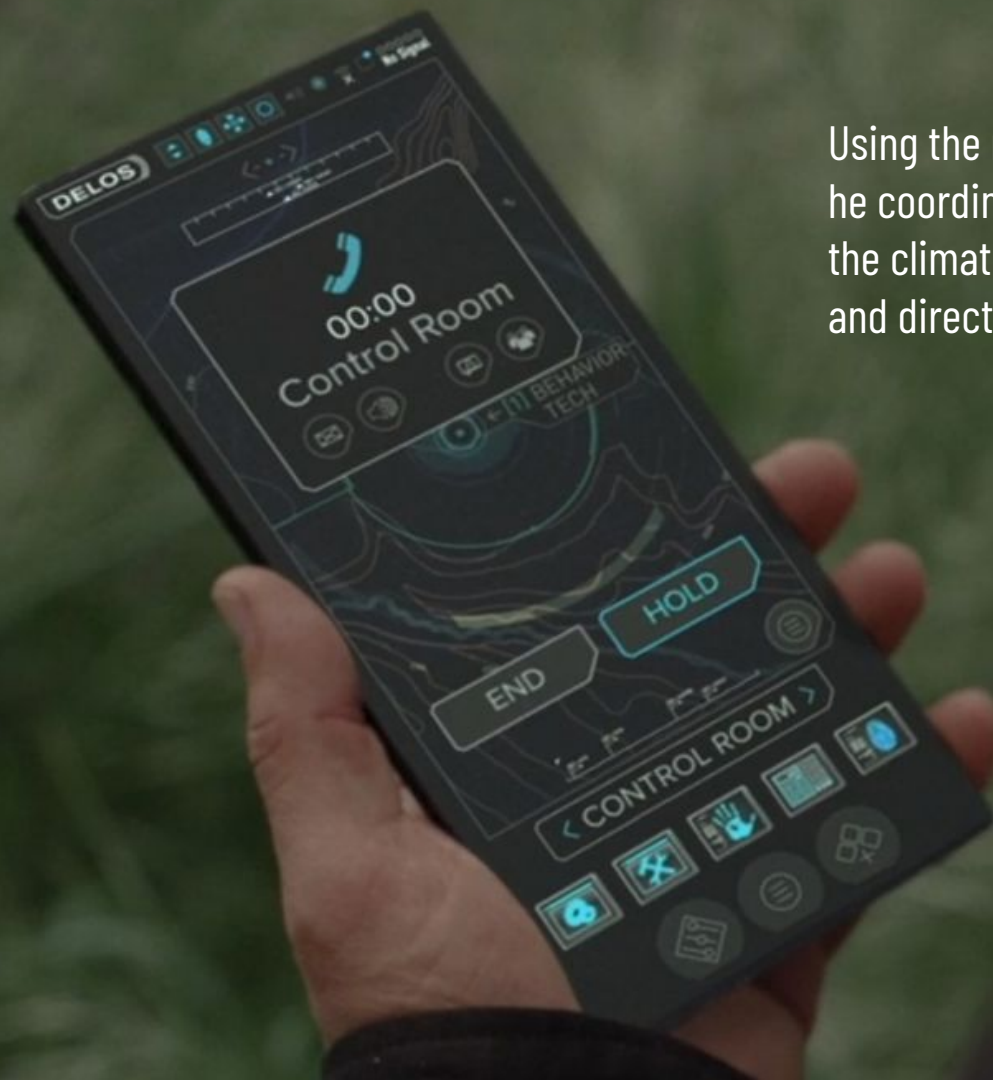 No Signal
DELOS
00:00
Control Room
←[1] BEHAVIOR
TECH
HOLD
END
< CONTROL ROOM >
Using the
he coordin
the climat
and direct